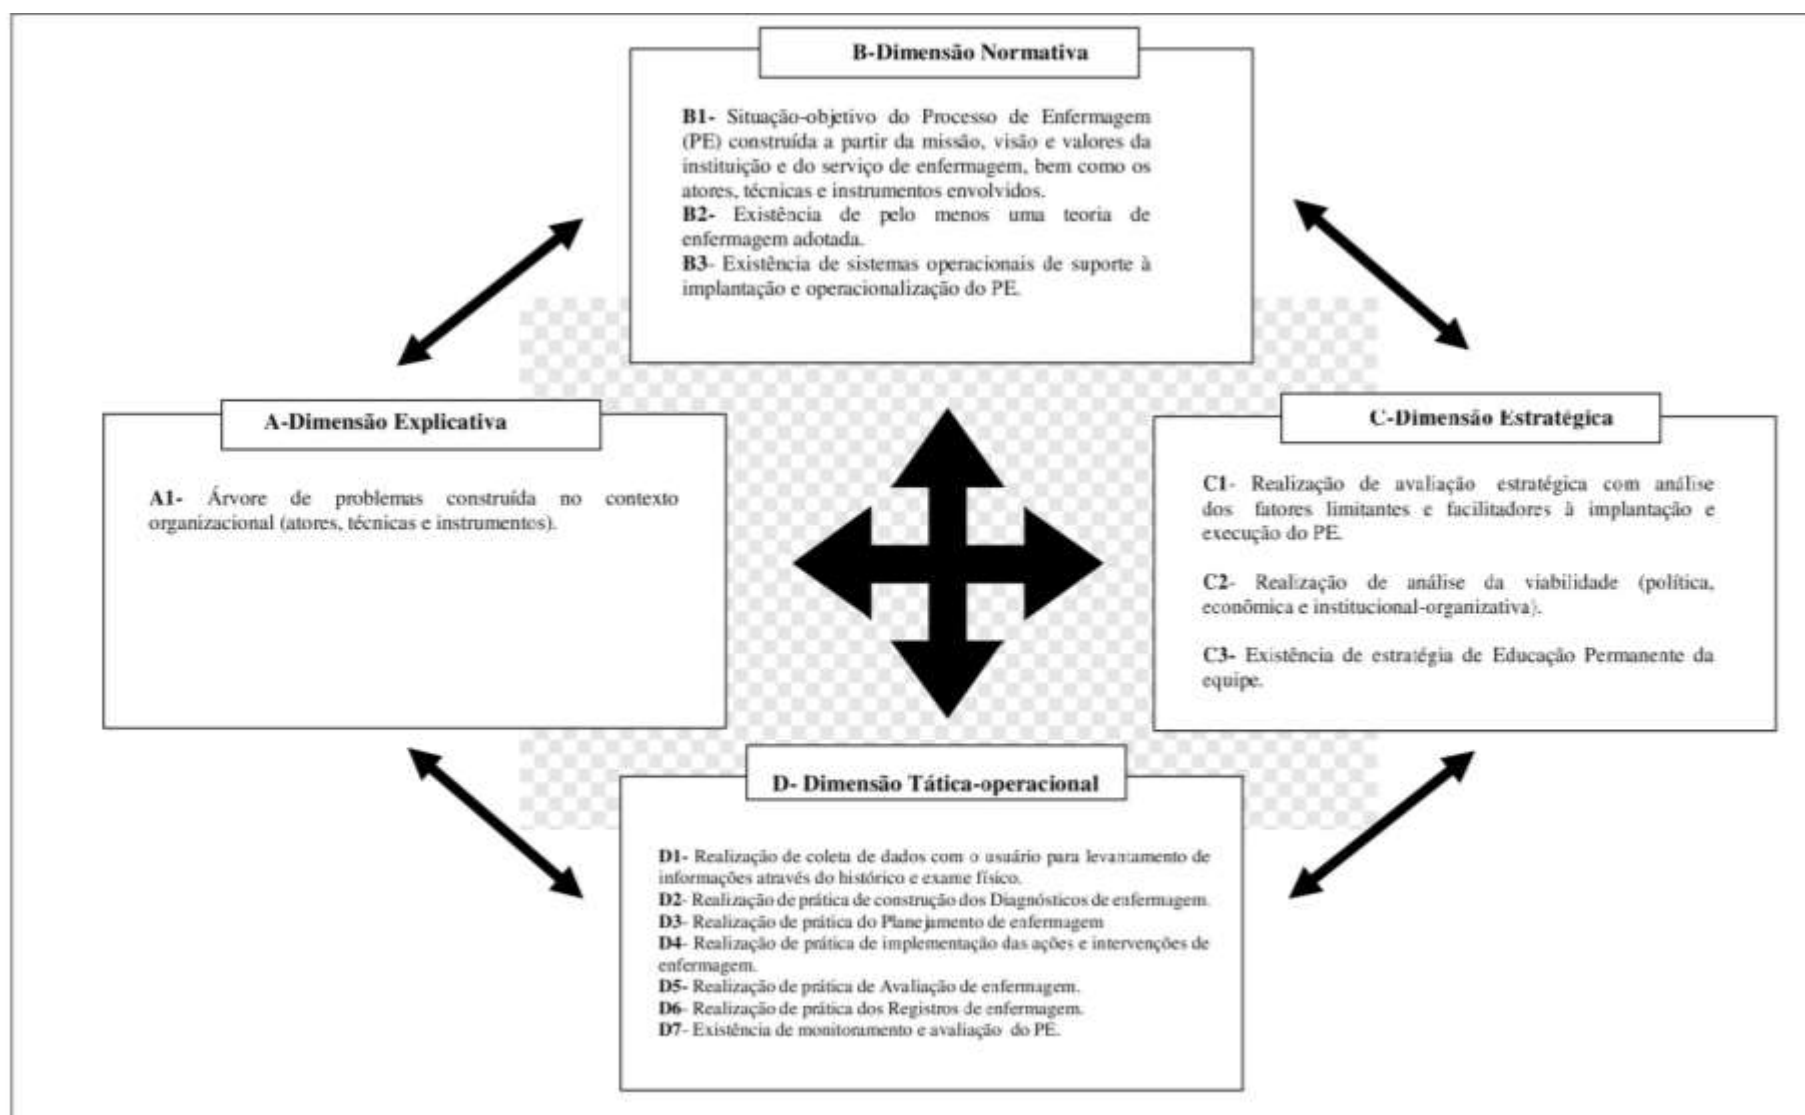 B-Dimensão Normativa
B1- Situação-objetivo do Processo de Enfermagem
(PE) construída a partir da missão, visão e valores da
instituição e do serviço de enfermagem, bem como os
atores, técnicas e instrumentos envolvidos.
B2- Existência de pelo menos uma teoria de
enfermagem adotada.
B3- Existência de sistemas operacionais de suporte à
implantação e operacionalização do PE.
A-Dimensão Explicativa
A1- Árvore de problemas construída no contexto
organizacional (atores, técnicas e instrumentos).
C-Dimensão Estratégica
C1- Realização de avaliação estratégica com análise
dos fatores limitantes e facilitadores à implantação e
execução do PE.
C2- Realização de análise da viabilidade (política,
econômica e institucional-organizativa).
C3- Existência de estratégia de Educação Permanente da
equipe.
D- Dimensão Tática-operacional
D1- Realização de coleta de dados com o usuário para levantamento de
informações através do histórico e exame físico.
D2- Realização de prática de construção dos Diagnósticos de enfermagem.
D3- Realização de prática do Planejamento de enfermagem
D4- Realização de prática de implementação das ações e intervenções de
enfermagem.
D5- Realização de prática de Avaliação de enfermagem.
D6- Realização de prática dos Registros de enfermagem.
D7- Existência de monitoramento e avaliação do PE.